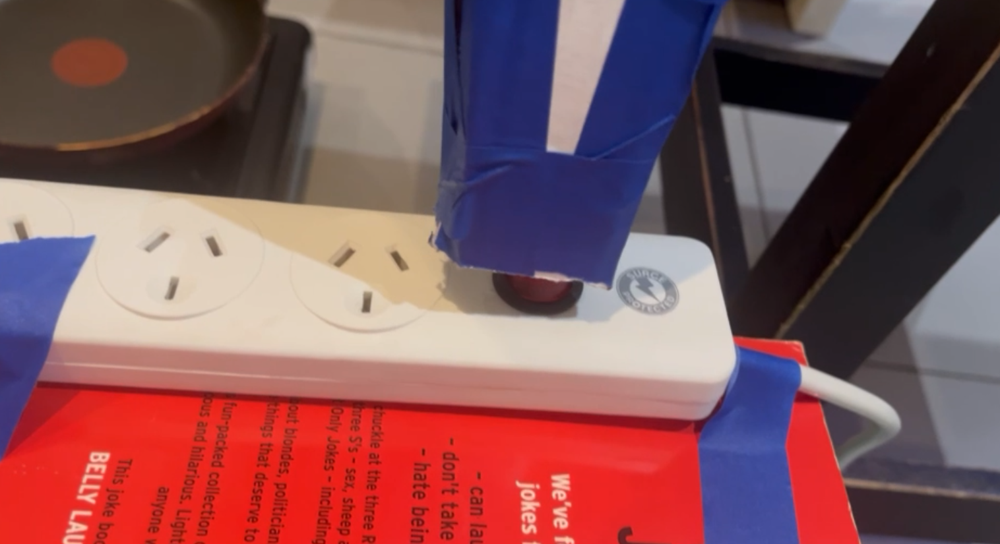 SURGE
PROTECTED
J
We've f
jokes f
- can lau
- don't take
- hate bein
chuckle at the three R
three S's – sex, sheep a
Only Jokes – including
out blondes, politician
things that deserve to
fun-packed collection
ous and hilarious. Light
anyone w
This joke boo
BELLY LAU